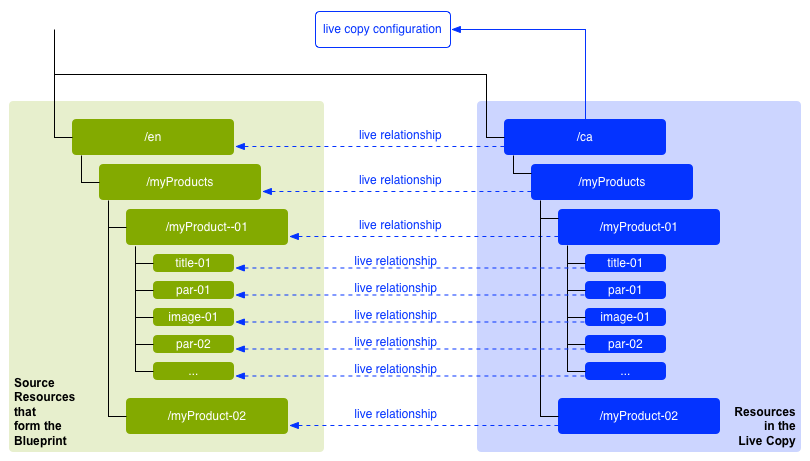 live copy configuration
/en
live relationship
/ca
/myProducts
live relationship
/myProducts
/myProduct--01
live relationship
/myProduct-01
title-01
live relationship
title-01
par-01
live relationship
par-01
image-01
live relationship
image-01
par-02
live relationship
par-02
...
live relationship
...
/myProduct-02
live relationship
/myProduct-02
Source
Resources
that
form the
Blueprint
Resources
in the
Live Copy